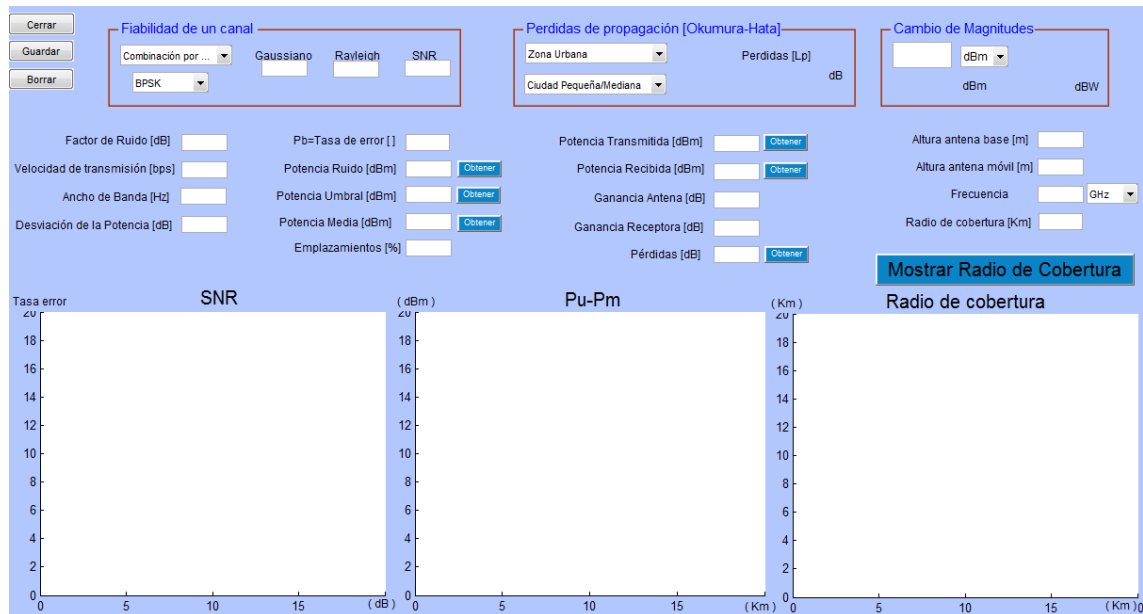 Cerrar
Guardar
Borrar
Fiabilidad de un canal
Combinación por ...
Gaussiano
Rayleigh
SNR
BPSK
Perdidas de propagación [Okumura-Hata]
Zona Urbana
Perdidas [Lp]
dB
Ciudad Pequeña/Mediana
Cambio de Magnitudes
dBm
dBm
dBW
Factor de Ruido [dB]
Velocidad de transmisión [bps]
Ancho de Banda [Hz]
Desviación de la Potencia [dB]
Pb=Tasa de error [ ]
Potencia Ruido [dBm]
Obtener
Potencia Umbral [dBm]
Obtener
Potencia Media [dBm]
Obtener
Emplazamientos [%]
Potencia Transmitida [dBm]
Obtener
Potencia Recibida [dBm]
Obtener
Ganancia Antena [dB]
Ganancia Receptora [dB]
Pérdidas [dB]
Obtener
Altura antena base [m]
Altura antena móvil [m]
Frecuencia
GHz
Radio de cobertura [Km]
Mostrar Radio de Cobertura
Tasa error
SNR
20
18
16
14
12
10
8
6
4
2
0
0 5 10 15 ( dB )
( dBm )
Pu-Pm
20
18
16
14
12
10
8
6
4
2
0
0 5 10 15 ( Km )
( Km )
Radio de cobertura
20
18
16
14
12
10
8
6
4
2
0
0 5 10 15 ( Km )